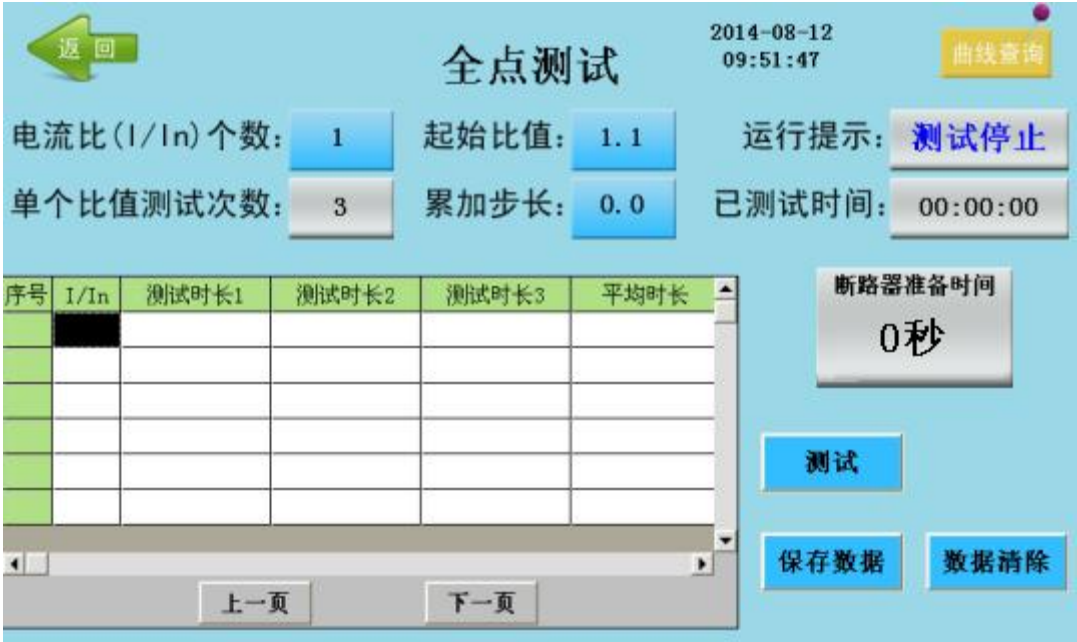 返回
全点测试
2014-08-12
09:51:47
曲线查询
电流比(I/In)个数: 1
起始比值: 1.1
运行提示: 测试停止
单个比值测试次数: 3
累加步长: 0.0
已测试时间: 00:00:00
序号 I/In 测试时长1 测试时长2 测试时长3 平均时长
断路器准备时间
0秒
测试
保存数据
数据清除
上一页
下一页